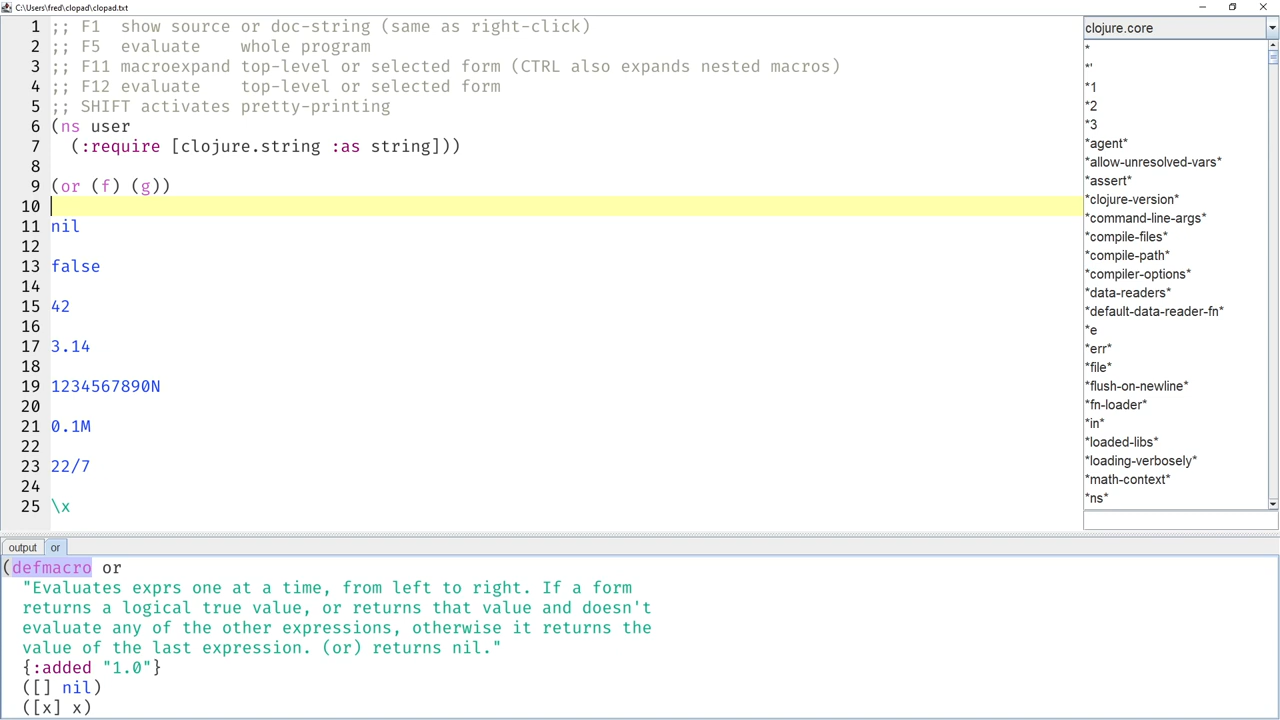 C:\Users\fred\clopad\clopad.txt
1 ;; F1  show source or doc-string (same as right-click)
2 ;; F5  evaluate    whole program
3 ;; F11 macroexpand top-level or selected form (CTRL also expands nested macros)
4 ;; F12 evaluate    top-level or selected form
5 ;; SHIFT activates pretty-printing
6 (ns user
7   (:require [clojure.string :as string]))
8
9 (or (f) (g))
10
11 nil
12
13 false
14
15 42
16
17 3.14
18
19 1234567890N
20
21 0.1M
22
23 22/7
24
25 \x
clojure.core
*
*'
*1
*2
*3
*agent*
*allow-unresolved-vars*
*assert*
*clojure-version*
*command-line-args*
*compile-files*
*compile-path*
*compiler-options*
*data-readers*
*default-data-reader-fn*
*e
*err*
*file*
*flush-on-newline*
*fn-loader*
*in*
*loaded-libs*
*loading-verbosely*
*math-context*
*ns*
output or
(defmacro or
  "Evaluates exprs one at a time, from left to right. If a form
  returns a logical true value, or returns that value and doesn't
  evaluate any of the other expressions, otherwise it returns the
  value of the last expression. (or) returns nil."
  {:added "1.0"}
  ([] nil)
  ([x] x)